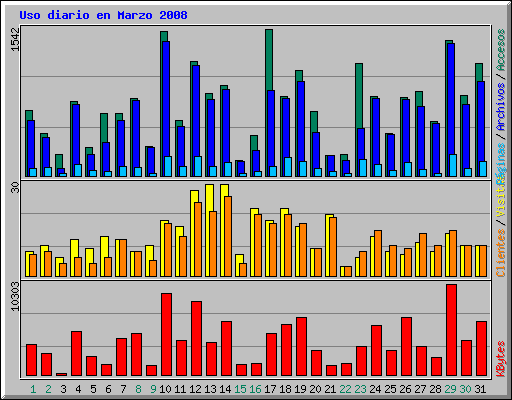 Uso diario en Marzo 2008
1542
30
10303
Páginas / Archivos / Accesos
Clientes / Visitas
KBytes
1 2 3 4 5 6 7 8 9 10 11 12 13 14 15 16 17 18 19 20 21 22 23 24 25 26 27 28 29 30 31